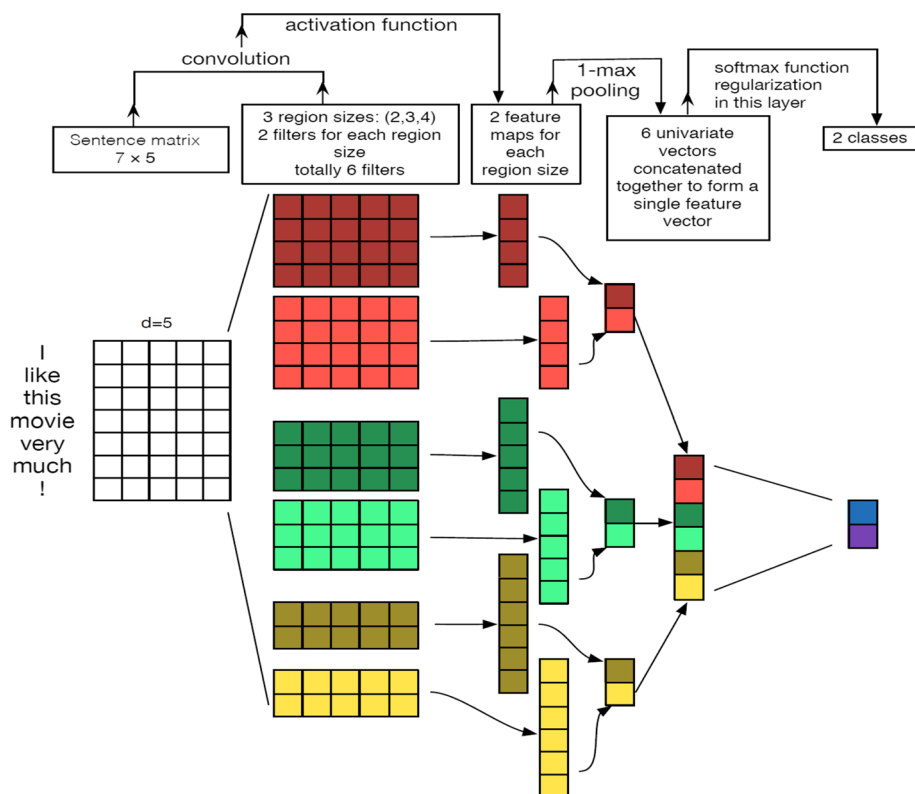 activation function
convolution
1-max
pooling
softmax function
regularization
in this layer
Sentence matrix
7 × 5
3 region sizes: (2,3,4)
2 filters for each region
size
totally 6 filters
2 feature
maps for
each
region size
6 univariate
vectors
concatenated
together to form a
single feature
vector
2 classes
d=5
I
like
this
movie
very
much
!